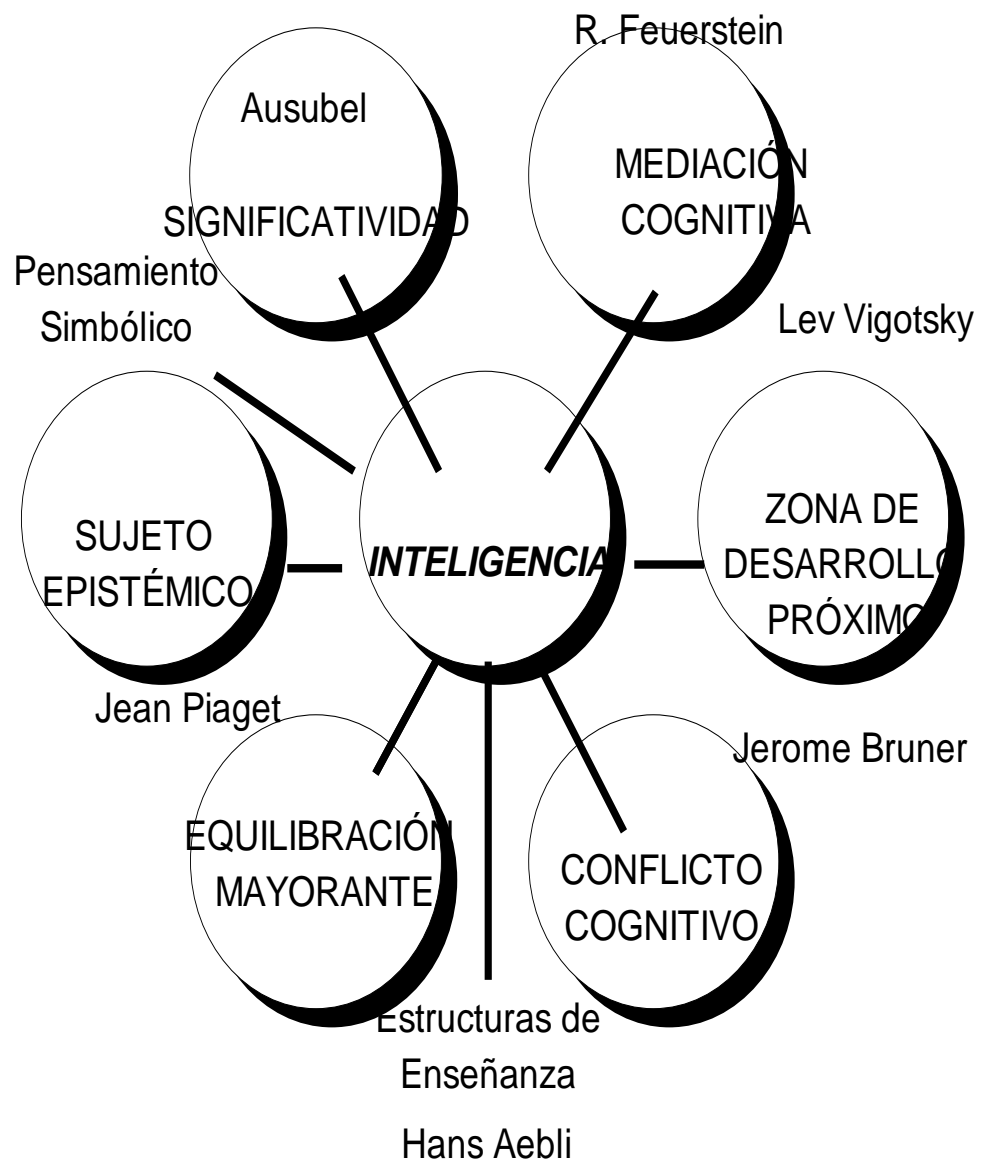 R. Feuerstein
Ausubel
SIGNIFICATIVIDAD
MEDIACIÓN
COGNITIVA
Pensamiento
Simbólico
Lev Vigotsky
SUJETO
EPISTÉMICO
INTELIGENCIA
ZONA DE
DESARROLLO
PRÓXIMO
Jean Piaget
Jerome Bruner
EQUILIBRACIÓN
MAYORANTE
CONFLICTO
COGNITIVO
Estructuras de
Enseñanza
Hans Aebli